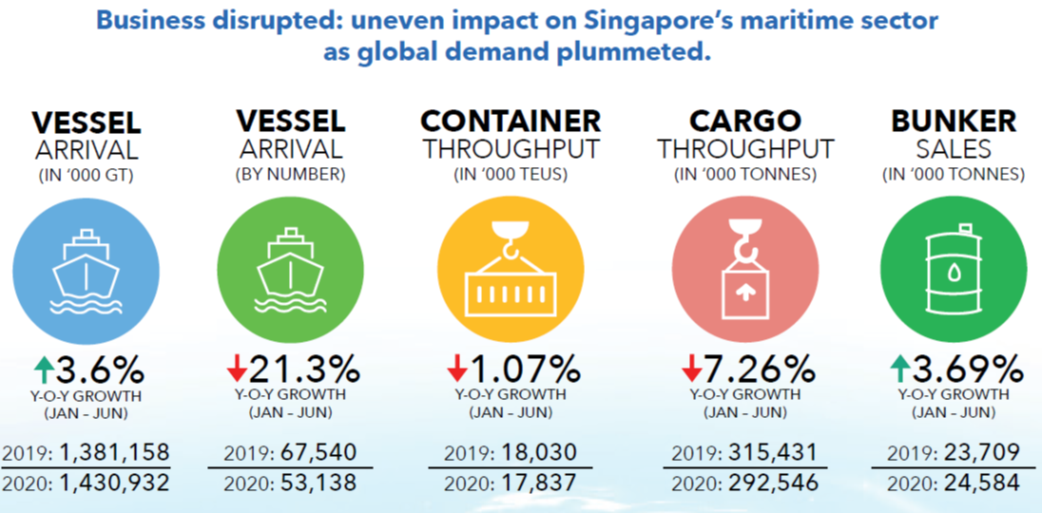 Business disrupted: uneven impact on Singapore's maritime sector
as global demand plummeted.
VESSEL
ARRIVAL
(IN '000 GT)
↑3.6%
Y-O-Y GROWTH
(JAN – JUN)
2019: 1,381,158
2020: 1,430,932
VESSEL
ARRIVAL
(BY NUMBER)
↓21.3%
Y-O-Y GROWTH
(JAN – JUN)
2019: 67,540
2020: 53,138
CONTAINER
THROUGHPUT
(IN '000 TEUS)
↓1.07%
Y-O-Y GROWTH
(JAN – JUN)
2019: 18,030
2020: 17,837
CARGO
THROUGHPUT
(IN '000 TONNES)
↓7.26%
Y-O-Y GROWTH
(JAN – JUN)
2019: 315,431
2020: 292,546
BUNKER
SALES
(IN '000 TONNES)
↑3.69%
Y-O-Y GROWTH
(JAN – JUN)
2019: 23,709
2020: 24,584